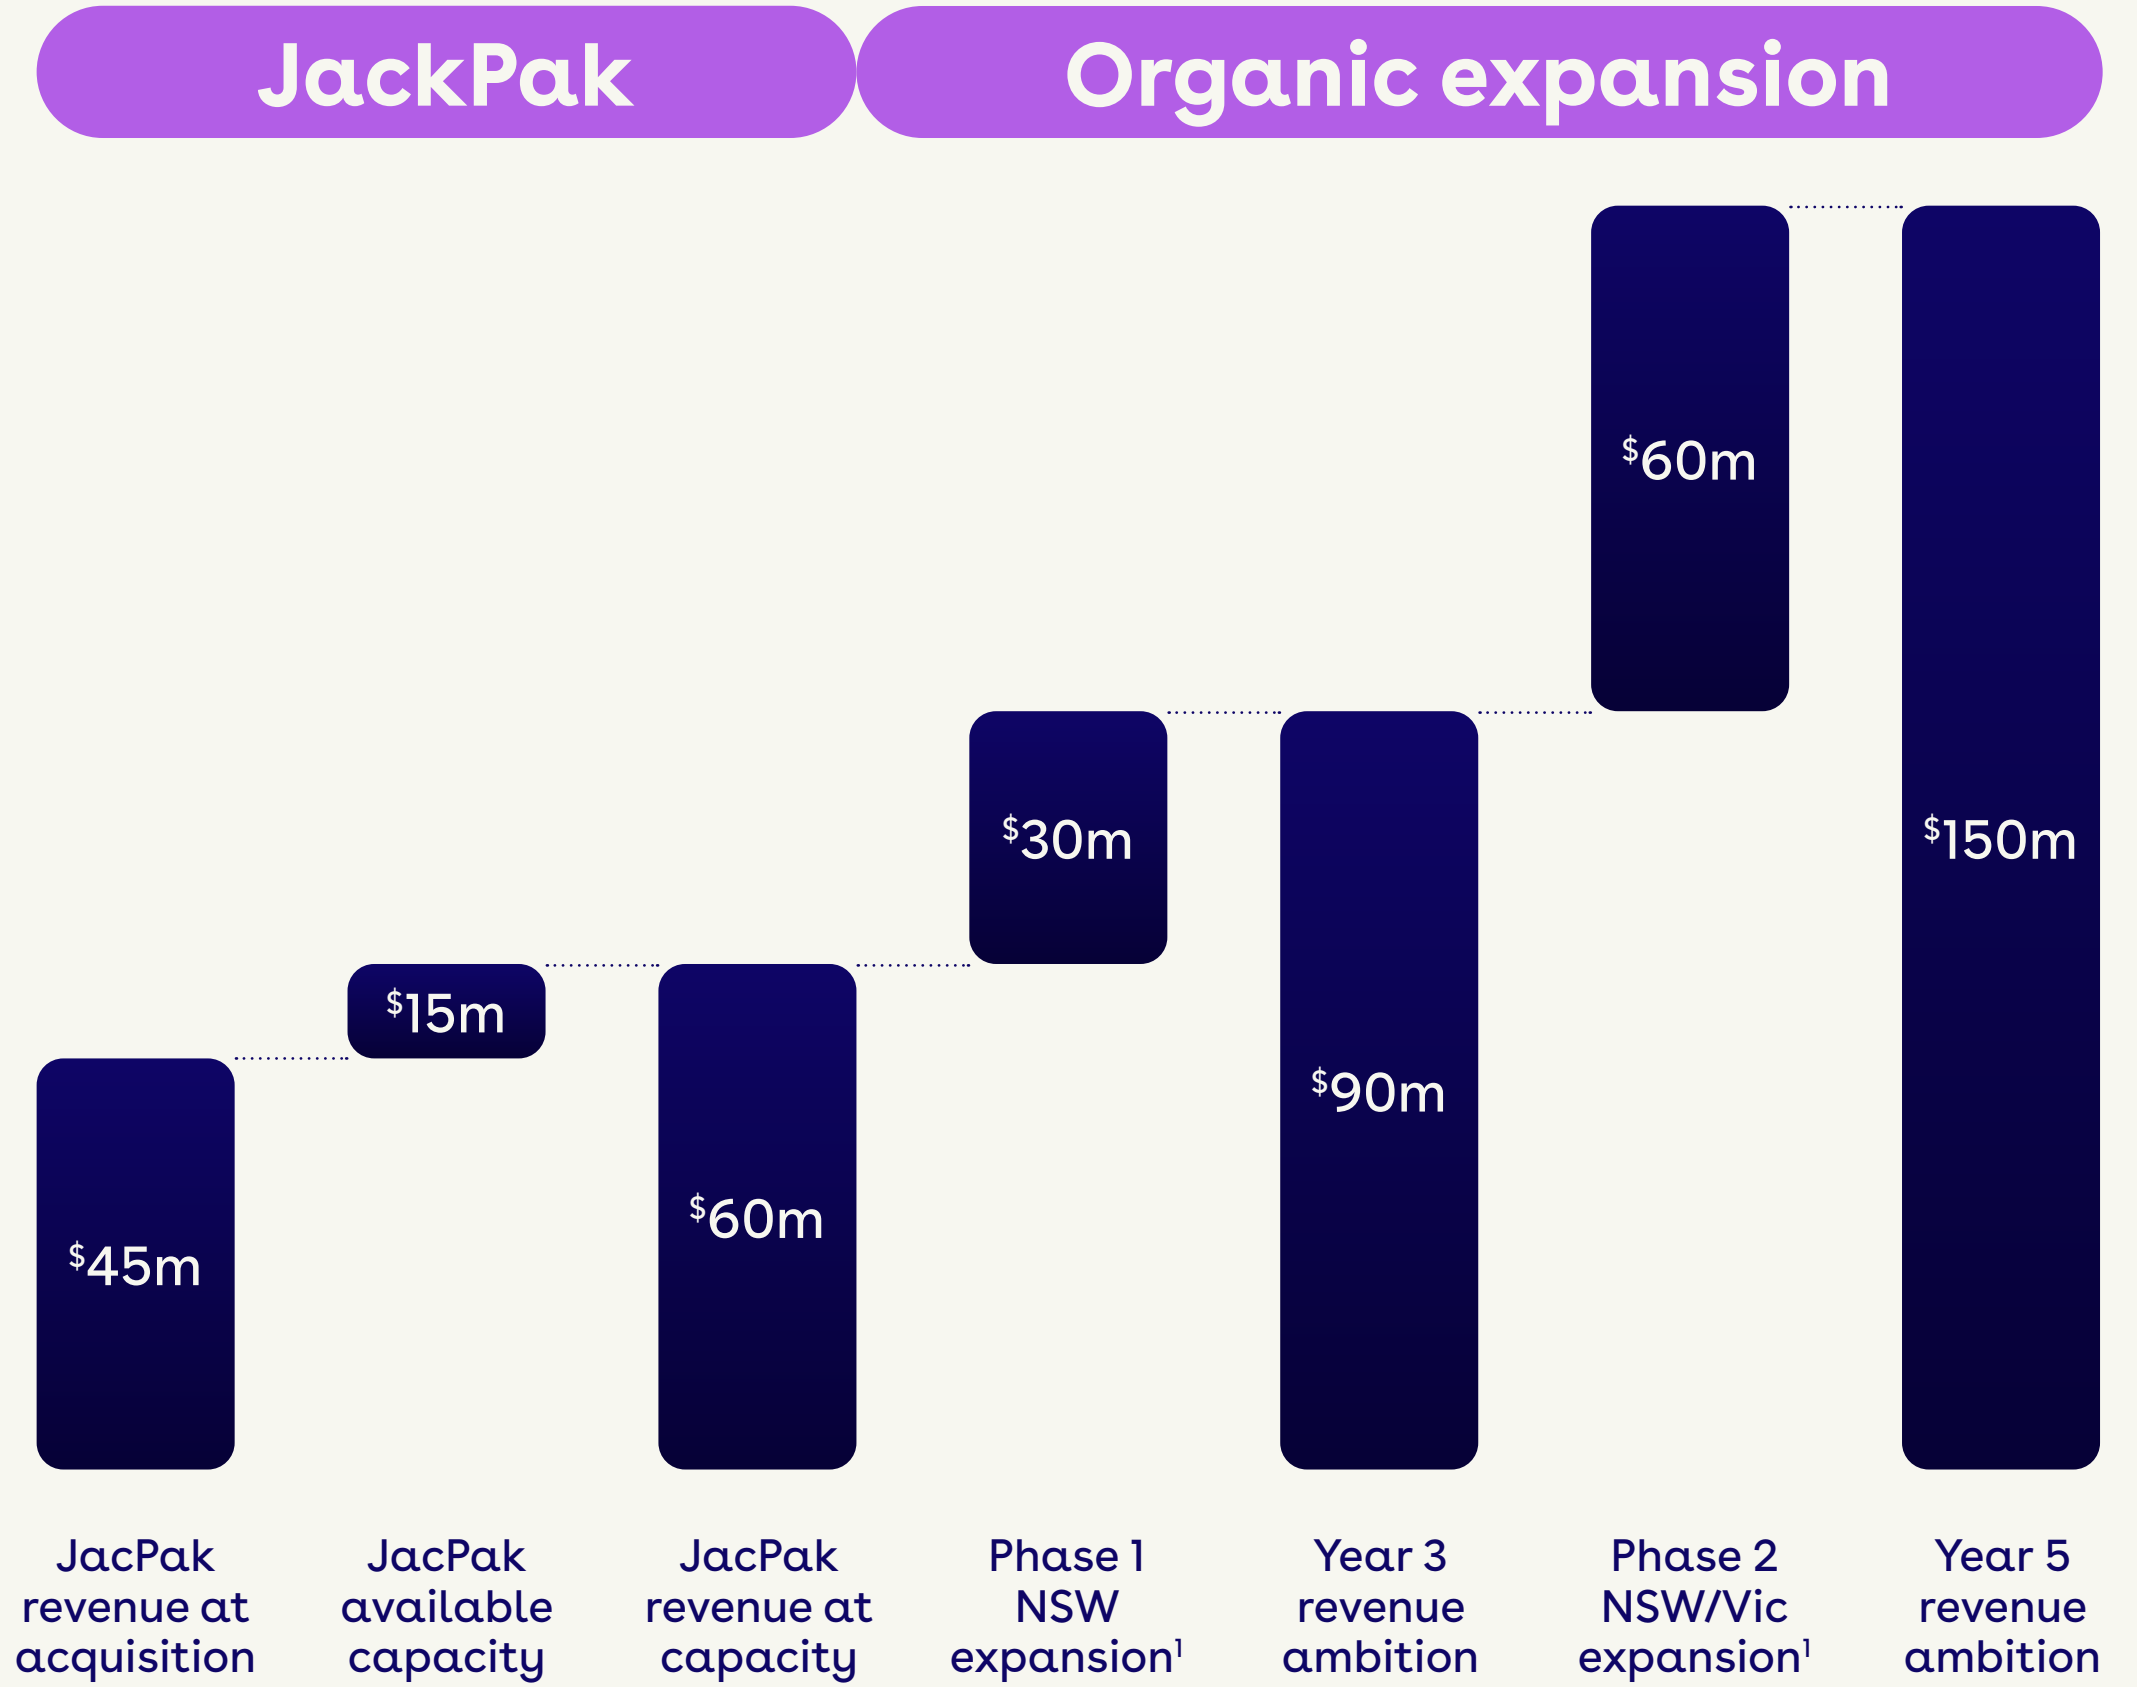 JackPak
Organic expansion
$60m
$150m
$30m
$90m
$15m
$60m
$45m
JacPak
revenue at
acquisition
JacPak
available
capacity
JacPak
revenue at
capacity
Phase 1
NSW
expansion¹
Year 3
revenue
ambition
Phase 2
NSW/Vic
expansion¹
Year 5
revenue
ambition